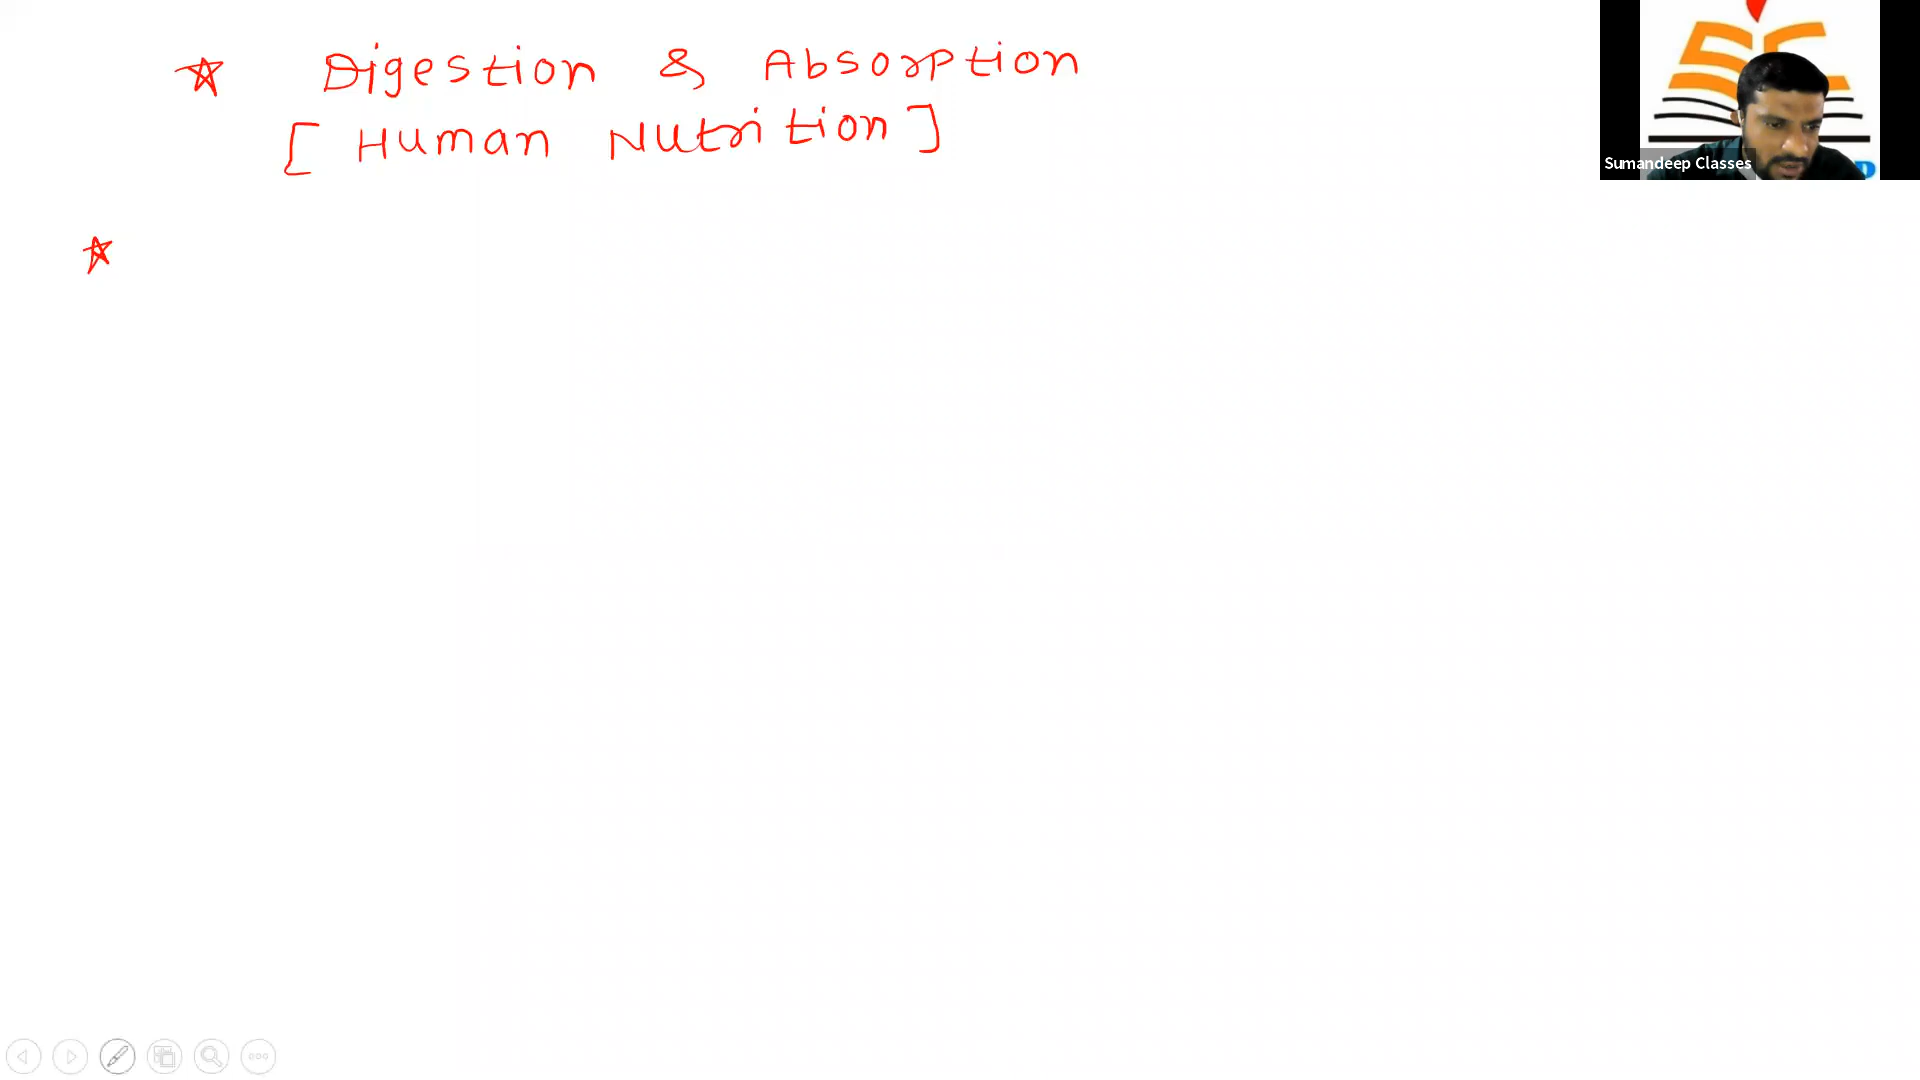 ☆ Digestion & Absorption
[ Human Nutrition ]
☆
Sumandeep Classes